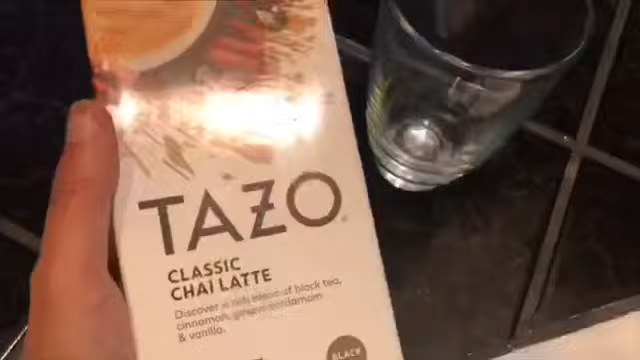 TAZO
CLASSIC
CHAI LATTE
Discover a rich blend of black tea,
cinnamon, ginger, cardamom
& vanilla.
BLACK